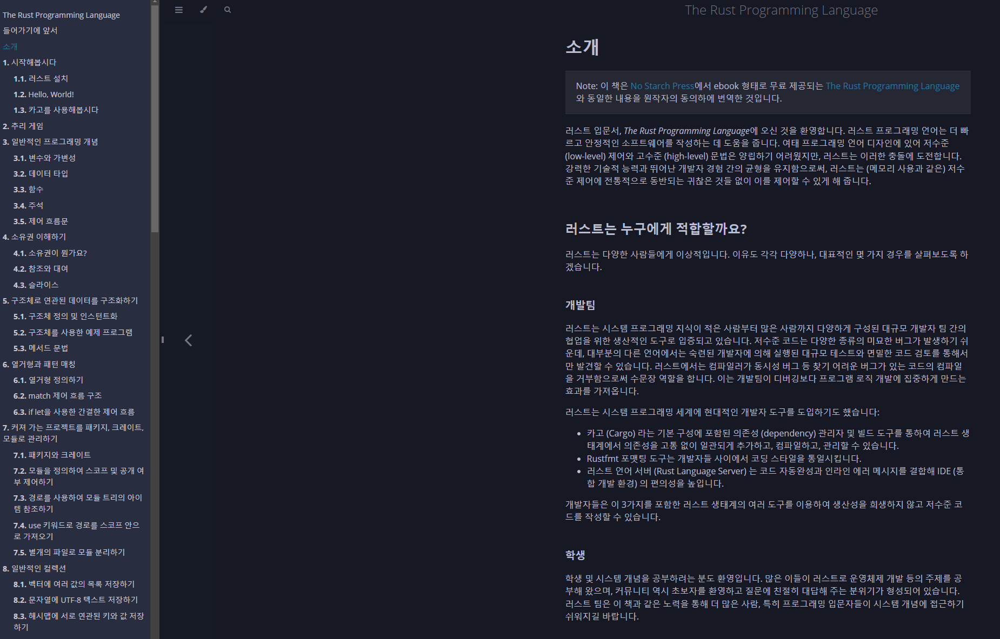 The Rust Programming Language
들어가기에 앞서
소개
1. 시작해봅시다
1.1. 러스트 설치
1.2. Hello, World!
1.3. 카고를 사용해봅시다
2. 추리 게임
3. 일반적인 프로그래밍 개념
3.1. 변수와 가변성
3.2. 데이터 타입
3.3. 함수
3.4. 주석
3.5. 제어 흐름문
4. 소유권 이해하기
4.1. 소유권이 뭔가요?
4.2. 참조와 대여
4.3. 슬라이스
5. 구조체로 연관된 데이터를 구조화하기
5.1. 구조체 정의 및 인스턴트화
5.2. 구조체를 사용한 예제 프로그램
5.3. 메서드 문법
6. 열거형과 패턴 매칭
6.1. 열거형 정의하기
6.2. match 제어 흐름 구조
6.3. if let을 사용한 간결한 제어 흐름
7. 커져 가는 프로젝트를 패키지, 크레이트,
모듈로 관리하기
7.1. 패키지와 크레이트
7.2. 모듈을 정의하여 스코프 및 공개 여
부 제어하기
7.3. 경로를 사용하여 모듈 트리의 아이
템 참조하기
7.4. use 키워드로 경로를 스코프 안으
로 가져오기
7.5. 별개의 파일로 모듈 분리하기
8. 일반적인 컬렉션
8.1. 벡터에 여러 값의 목록 저장하기
8.2. 문자열에 UTF-8 텍스트 저장하기
8.3. 해시맵에 서로 연관된 키와 값 저장
하기
The Rust Programming Language
소개
Note: 이 책은 No Starch Press에서 ebook 형태로 무료 제공되는 The Rust Programming Language
와 동일한 내용을 원작자의 동의하에 번역한 것입니다.
러스트 입문서, The Rust Programming Language에 오신 것을 환영합니다. 러스트 프로그래밍 언어는 더 빠
르고 안정적인 소프트웨어를 작성하는 데 도움을 줍니다. 여태 프로그래밍 언어 디자인에 있어 저수준
(low-level) 제어와 고수준 (high-level) 문법은 양립하기 어려웠지만, 러스트는 이러한 충돌에 도전합니다.
강력한 기술적 능력과 뛰어난 개발자 경험 간의 균형을 유지함으로써, 러스트는 (메모리 사용과 같은) 저수
준 제어에 전통적으로 동반되는 귀찮은 것들 없이 이를 제어할 수 있게 해 줍니다.
러스트는 누구에게 적합할까요?
러스트는 다양한 사람들에게 이상적입니다. 이유도 각각 다양하나, 대표적인 몇 가지 경우를 살펴보도록 하
겠습니다.
개발팀
러스트는 시스템 프로그래밍 지식이 적은 사람부터 많은 사람까지 다양하게 구성된 대규모 개발자 팀 간의
협업을 위한 생산적인 도구로 입증되고 있습니다. 저수준 코드는 다양한 종류의 미묘한 버그가 발생하기 쉬
운데, 대부분의 다른 언어에서는 숙련된 개발자에 의해 실행된 대규모 테스트와 면밀한 코드 검토를 통해서
만 발견할 수 있습니다. 러스트에서는 컴파일러가 동시성 버그 등 찾기 어려운 버그가 있는 코드의 컴파일
을 거부함으로써 수문장 역할을 합니다. 이는 개발팀이 디버깅보다 프로그램 로직 개발에 집중하게 만드는
효과를 가져옵니다.
러스트는 시스템 프로그래밍 세계에 현대적인 개발자 도구를 도입하기도 했습니다:
• 카고 (Cargo) 라는 기본 구성에 포함된 의존성 (dependency) 관리자 및 빌드 도구를 통하여 러스트 생
태계에서 의존성을 고통 없이 일관되게 추가하고, 컴파일하고, 관리할 수 있습니다.
• Rustfmt 포맷팅 도구는 개발자들 사이에서 코딩 스타일을 통일시킵니다.
• 러스트 언어 서버 (Rust Language Server) 는 코드 자동완성과 인라인 에러 메시지를 결합해 IDE (통
합 개발 환경) 의 편의성을 높입니다.
개발자들은 이 3가지를 포함한 러스트 생태계의 여러 도구를 이용하여 생산성을 희생하지 않고 저수준 코
드를 작성할 수 있습니다.
학생
학생 및 시스템 개념을 공부하려는 분도 환영입니다. 많은 이들이 러스트로 운영체제 개발 등의 주제를 공
부해 왔으며, 커뮤니티 역시 초보자를 환영하고 질문에 친절히 대답해 주는 분위기가 형성되어 있습니다.
러스트 팀은 이 책과 같은 노력을 통해 더 많은 사람, 특히 프로그래밍 입문자들이 시스템 개념에 접근하기
쉬워지길 바랍니다.